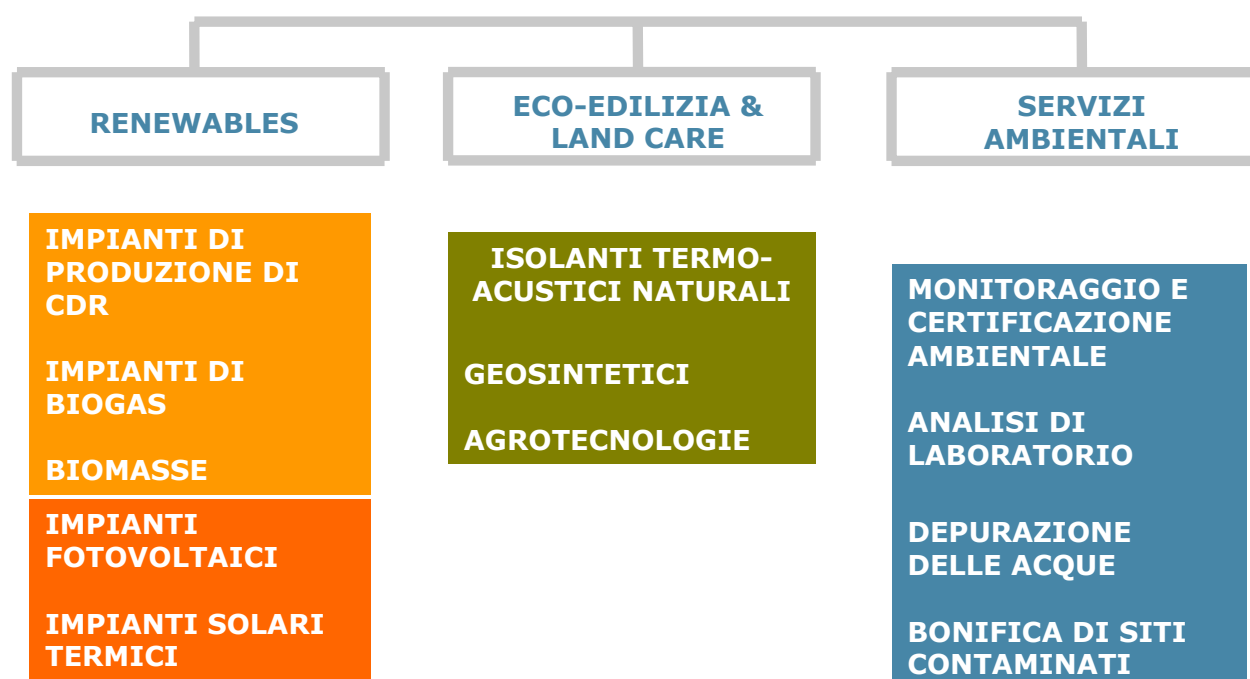 RENEWABLES
ECO-EDILIZIA &
LAND CARE
SERVIZI
AMBIENTALI
IMPIANTI DI
PRODUZIONE DI
CDR
IMPIANTI DI
BIOGAS
BIOMASSE
IMPIANTI
FOTOVOLTAICI
IMPIANTI SOLARI
TERMICI
ISOLANTI TERMO-
ACUSTICI NATURALI
GEOSINTETICI
AGROTECNOLOGIE
MONITORAGGIO E
CERTIFICAZIONE
AMBIENTALE
ANALISI DI
LABORATORIO
DEPURAZIONE
DELLE ACQUE
BONIFICA DI SITI
CONTAMINATI